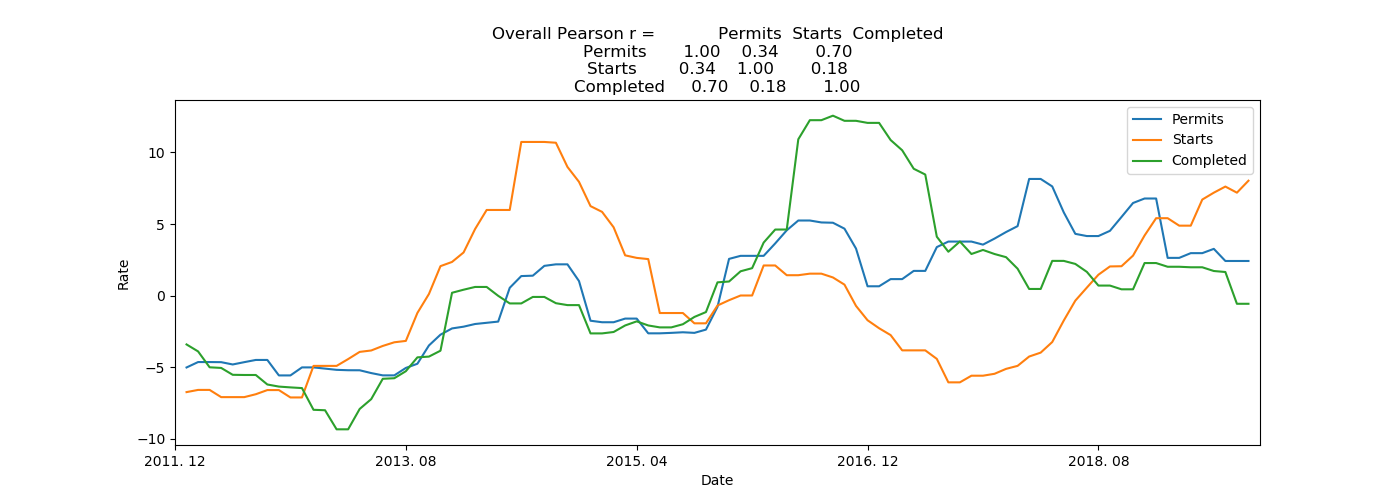 Overall Pearson r =            Permits  Starts  Completed
Permits       1.00    0.34       0.70
Starts        0.34    1.00       0.18
Completed     0.70    0.18       1.00
Permits
Starts
Completed
10
5
0
−5
−10
Rate
2011. 12
2013. 08
2015. 04
2016. 12
2018. 08
Date